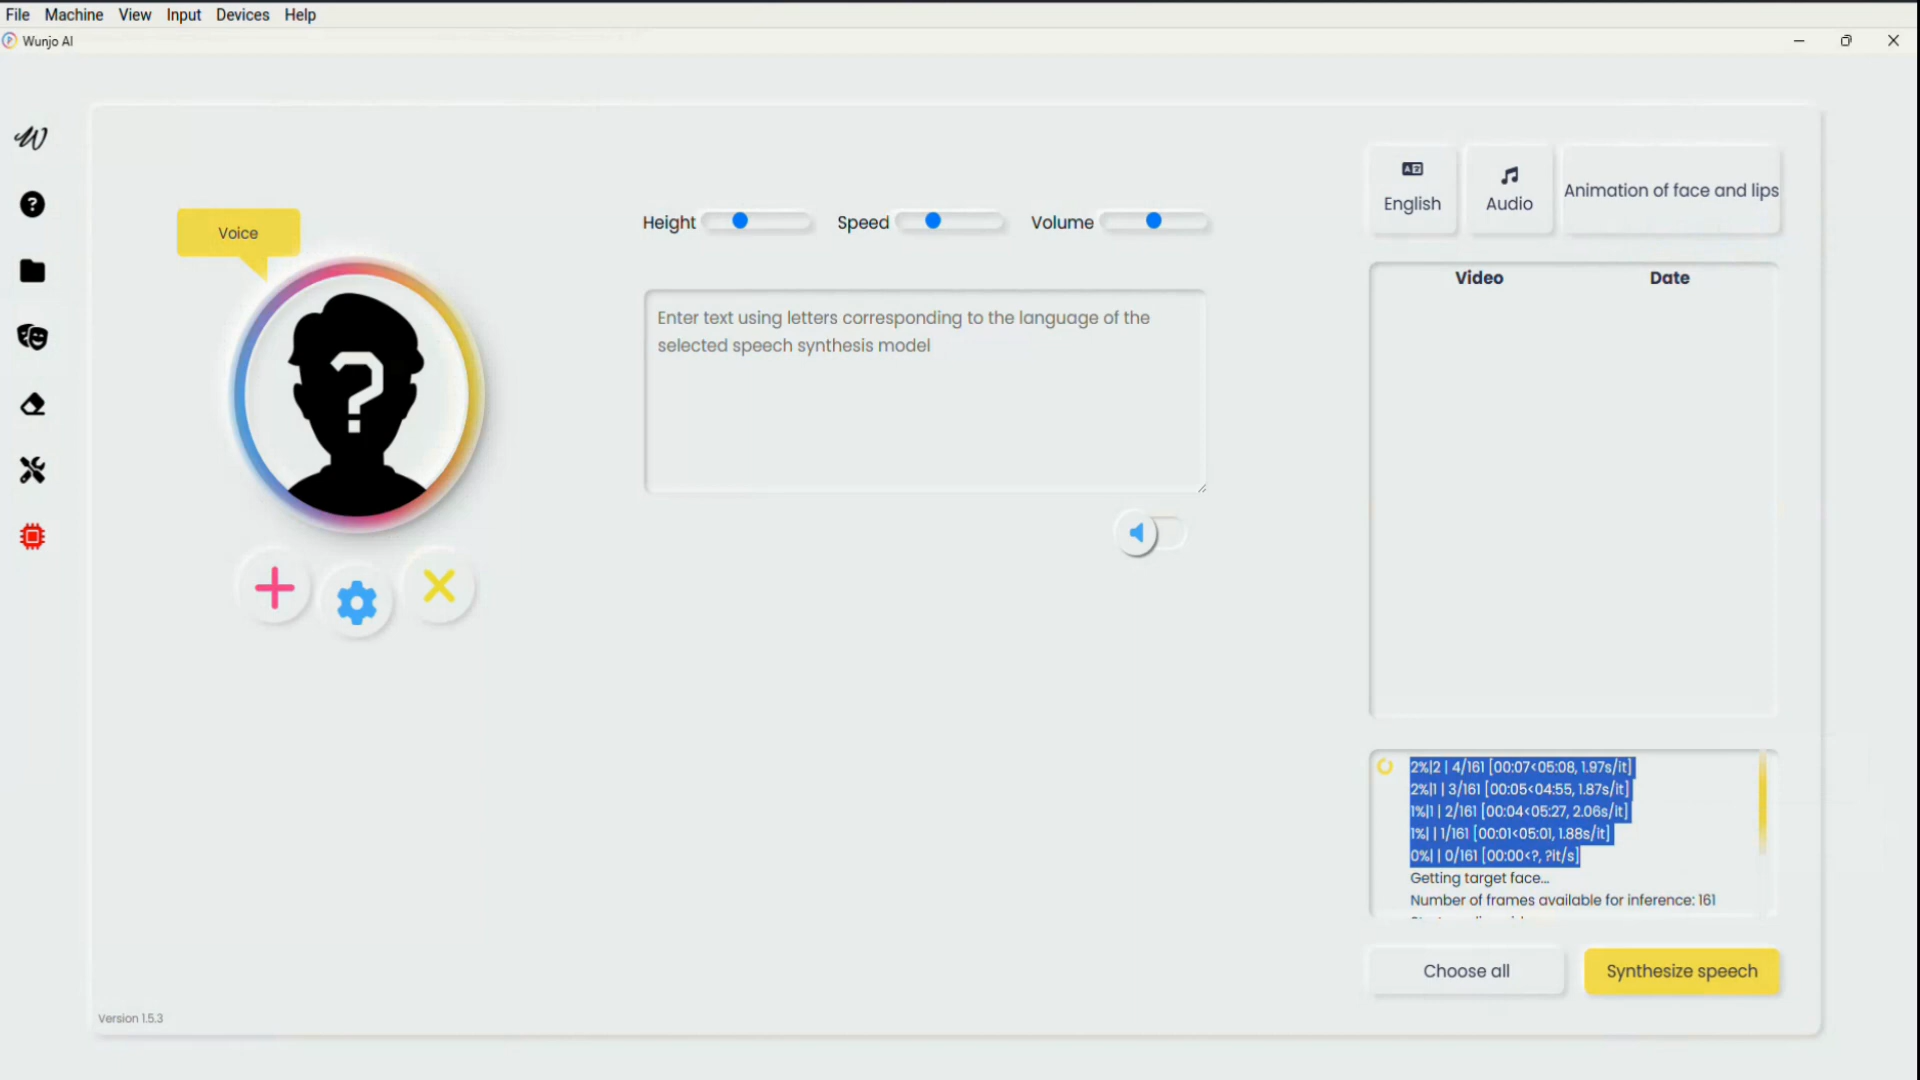 File Machine View Input Devices Help
Wunjo AI
Voice
Height
Speed
Volume
English
Audio
Animation of face and lips
Enter text using letters corresponding to the language of the
selected speech synthesis model
Video Date
2%|2 | 4/161 [00:07<05:08, 1.97s/it]
2%|1 | 3/161 [00:05<04:55, 1.87s/it]
1%|1 | 2/161 [00:04<05:27, 2.06s/it]
1%| | 1/161 [00:01<05:01, 1.88s/it]
0%| | 0/161 [00:00<?, ?it/s]
Getting target face...
Number of frames available for inference: 161
Choose all
Synthesize speech
Version 1.5.3